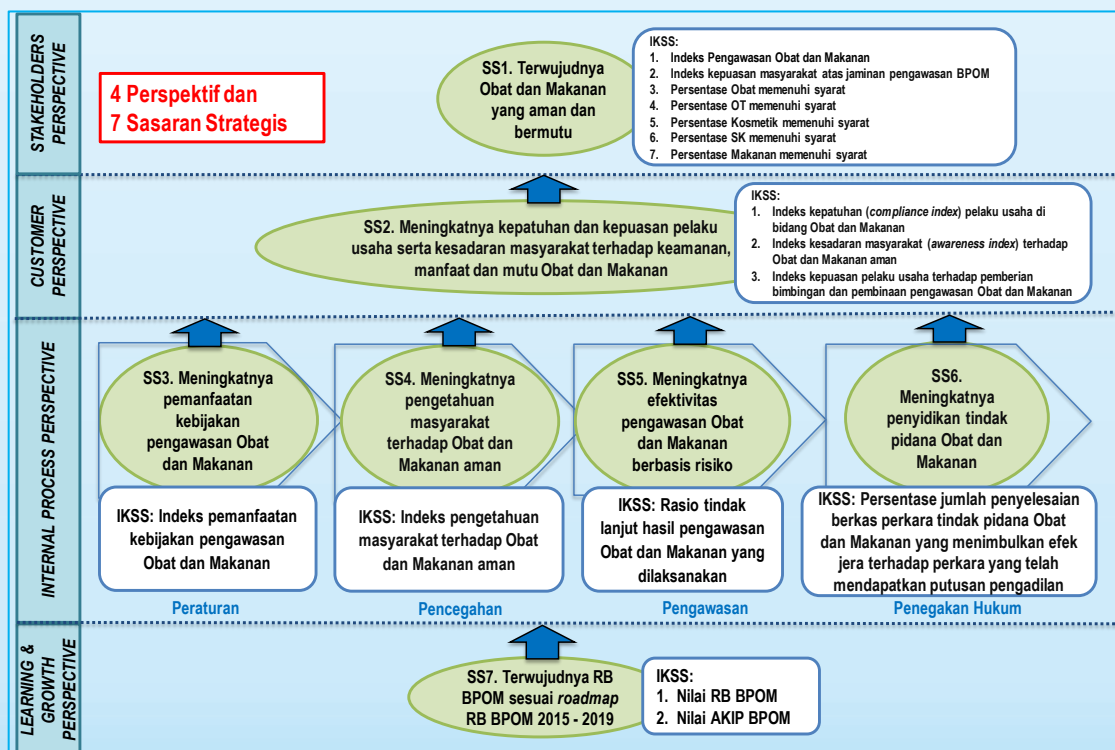 STAKEHOLDERS
PERSPECTIVE
4 Perspektif dan
7 Sasaran Strategis
SS1. Terwujudnya
Obat dan Makanan
yang aman dan
bermutu
IKSS:
1. Indeks Pengawasan Obat dan Makanan
2. Indeks kepuasan masyarakat atas jaminan pengawasan BPOM
3. Persentase Obat memenuhi syarat
4. Persentase OT memenuhi syarat
5. Persentase Kosmetik memenuhi syarat
6. Persentase SK memenuhi syarat
7. Persentase Makanan memenuhi syarat
CUSTOMER
PERSPECTIVE
SS2. Meningkatnya kepatuhan dan kepuasan pelaku
usaha serta kesadaran masyarakat terhadap keamanan,
manfaat dan mutu Obat dan Makanan
IKSS:
1. Indeks kepatuhan (compliance index) pelaku usaha di
bidang Obat dan Makanan
2. Indeks kesadaran masyarakat (awareness index) terhadap
Obat dan Makanan aman
3. Indeks kepuasan pelaku usaha terhadap pemberian
bimbingan dan pembinaan pengawasan Obat dan Makanan
INTERNAL PROCESS PERSPECTIVE
SS3. Meningkatnya
pemanfaatan
kebijakan
pengawasan Obat
dan Makanan
IKSS: Indeks pemanfaatan
kebijakan pengawasan
Obat dan Makanan
Peraturan
SS4. Meningkatnya
pengetahuan
masyarakat
terhadap Obat dan
Makanan aman
IKSS: Indeks pengetahuan
masyarakat terhadap Obat
dan Makanan aman
Pencegahan
SS5. Meningkatnya
efektivitas
pengawasan Obat
dan Makanan
berbasis risiko
IKSS: Rasio tindak
lanjut hasil pengawasan
Obat dan Makanan yang
dilaksanakan
Pengawasan
SS6.
Meningkatnya
penyidikan tindak
pidana Obat dan
Makanan
IKSS: Persentase jumlah penyelesaian
berkas perkara tindak pidana Obat
dan Makanan yang menimbulkan efek
jera terhadap perkara yang telah
mendapatkan putusan pengadilan
Penegakan Hukum
LEARNING &
GROWTH
PERSPECTIVE
SS7. Terwujudnya RB
BPOM sesuai roadmap
RB BPOM 2015 - 2019
IKSS:
1. Nilai RB BPOM
2. Nilai AKIP BPOM